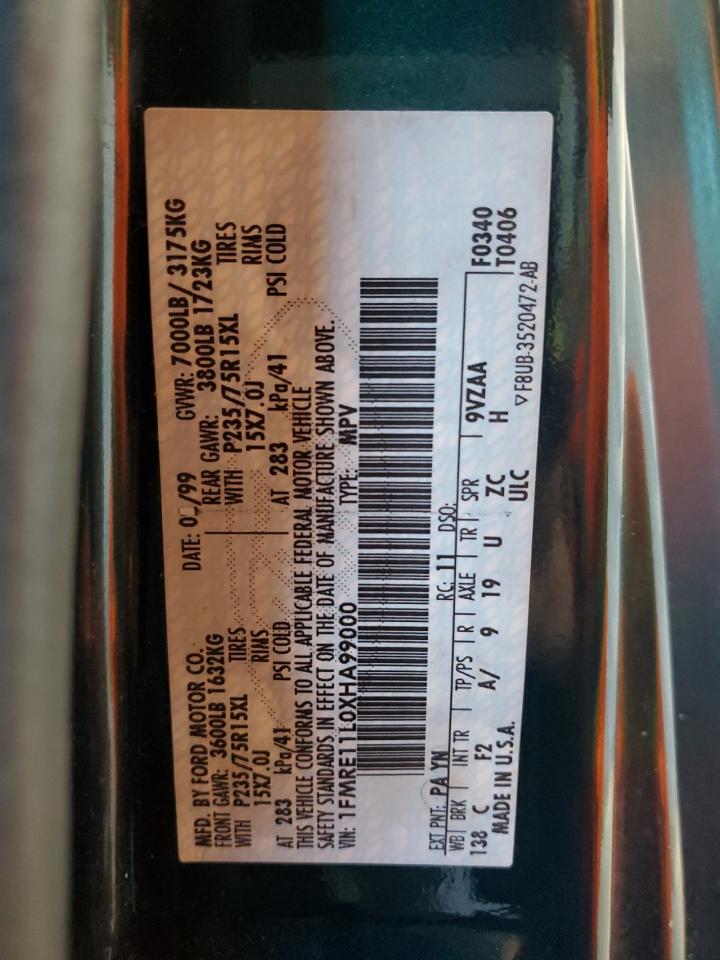 MFD. BY FORD MOTOR CO. DATE: /99 GVWR: 7000LB/ 3175KG
FRONT GAWR: 3600LB 1632KG REAR GAWR: 3800LB 1723KG
WITH P235/75R15XL TIRES WITH P235/75R15XL TIRES
15X7.0J RIMS 15X7.0J RIMS
AT 283 kPa/41 PSI COLD AT 283 kPa/41 PSI COLD
THIS VEHICLE CONFORMS TO ALL APPLICABLE FEDERAL MOTOR VEHICLE
SAFETY STANDARDS IN EFFECT ON THE DATE OF MANUFACTURE SHOWN ABOVE.
VIN: 1FMRE11L0XHA99000 TYPE: MPV
EXT PNT: PA YN RC: 11 DSO:
WB BRK INT TR TP/PS R AXLE TR SPR 9VZAA F0340
138 C F2 A/ 9 19 U ZC H T0406
MADE IN U.S.A. ULC ▽F8UB-3520472-AB